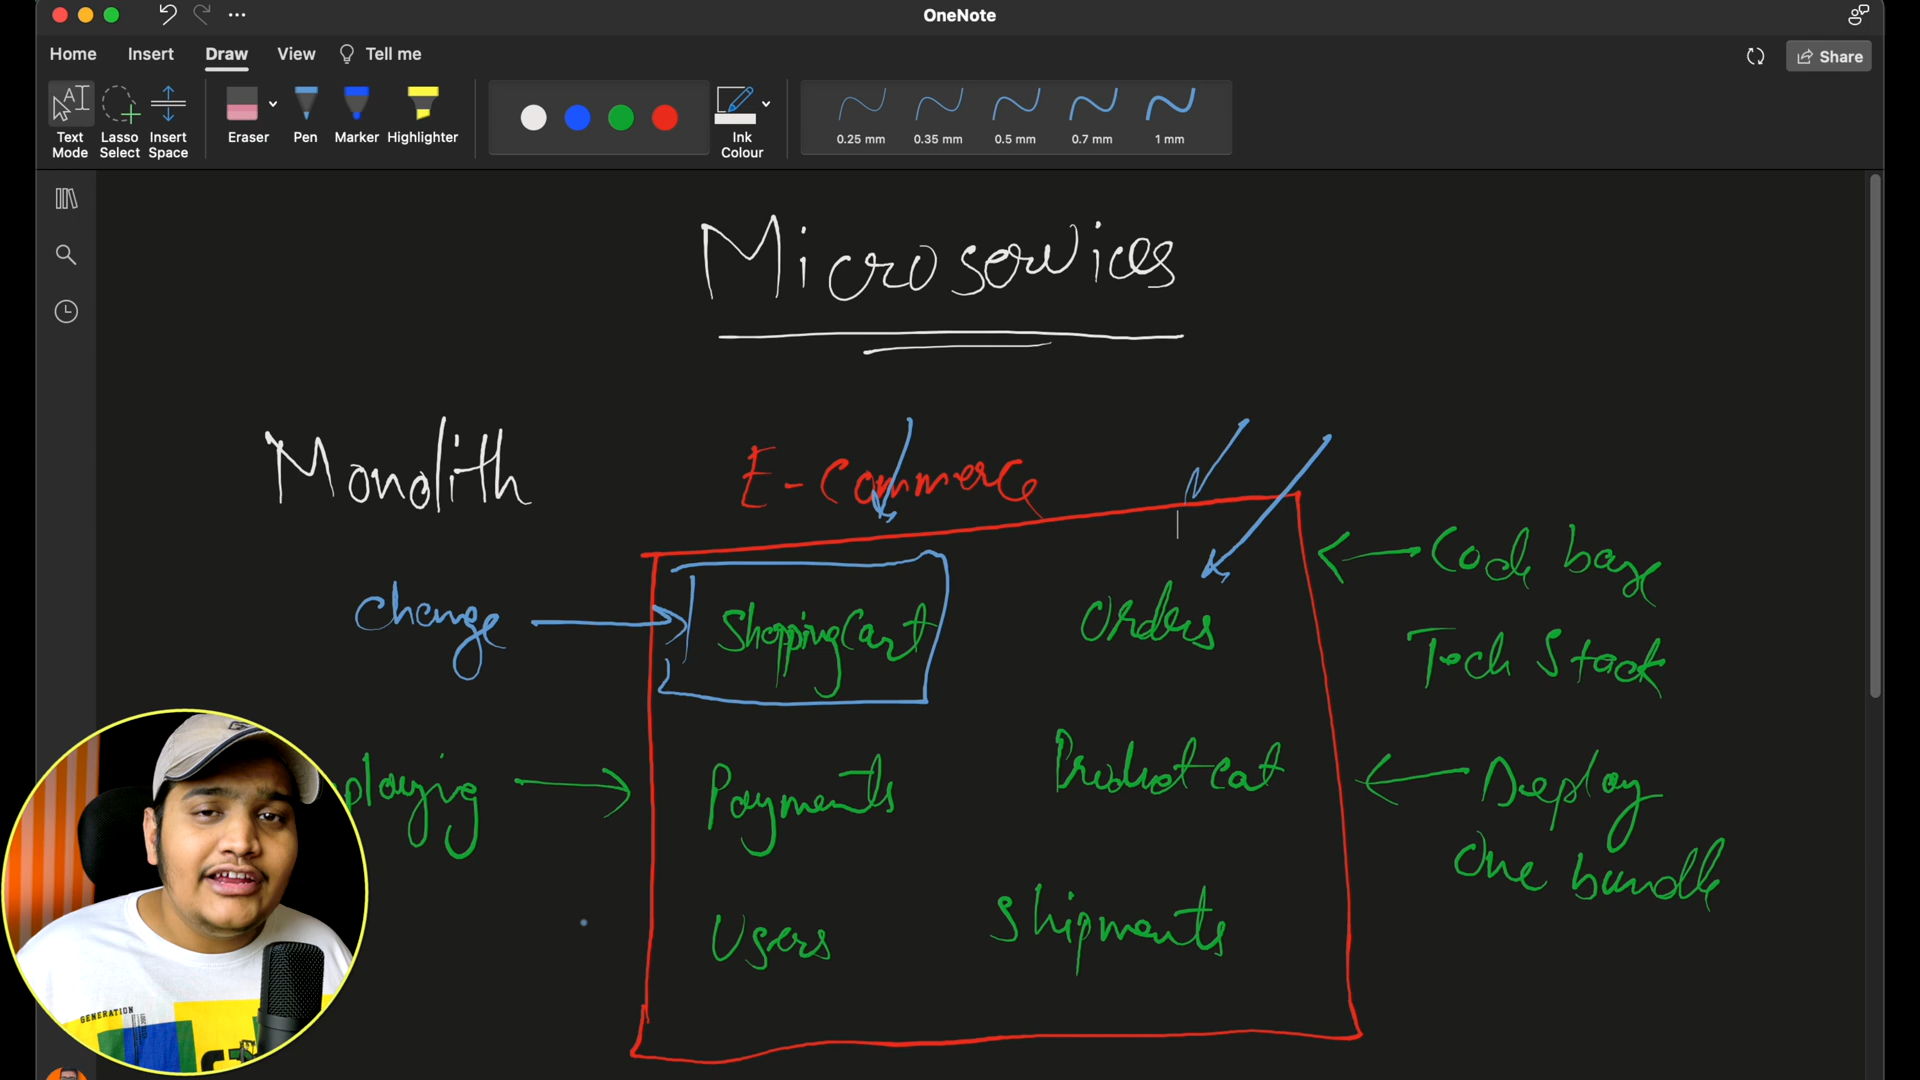 OneNote
Home Insert Draw View Tell me
Share
Text Mode
Lasso Select
Insert Space
Eraser
Pen
Marker
Highlighter
Ink Colour
0.25 mm
0.35 mm
0.5 mm
0.7 mm
1 mm
Microservices
Monolith
E-Commerce
Code base
change
ShoppingCart
Orders
Tech Stack
ploying
Payments
Product cat
Deploy
One bundle
Users
Shipments
GENERATION